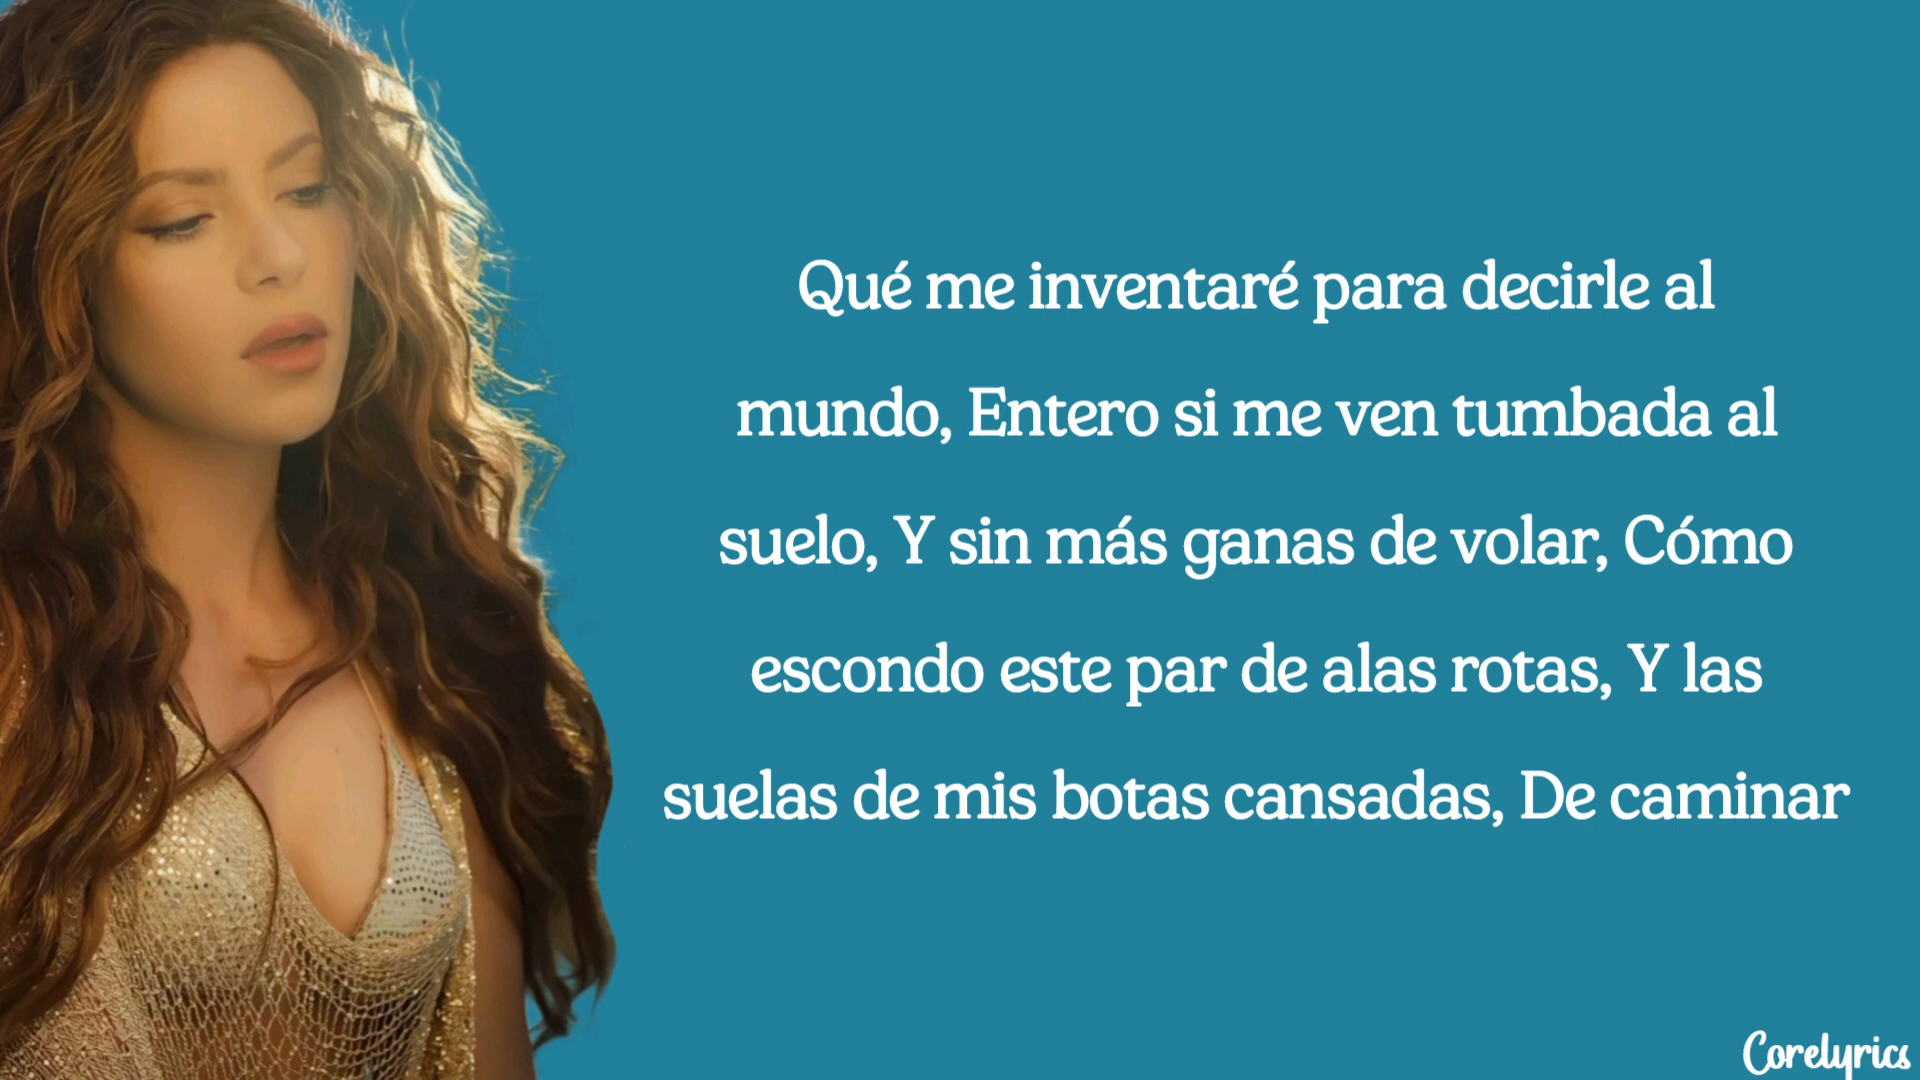 Qué me inventaré para decirle al
mundo, Entero si me ven tumbada al
suelo, Y sin más ganas de volar, Cómo
escondo este par de alas rotas, Y las
suelas de mis botas cansadas, De caminar
Corelyrics